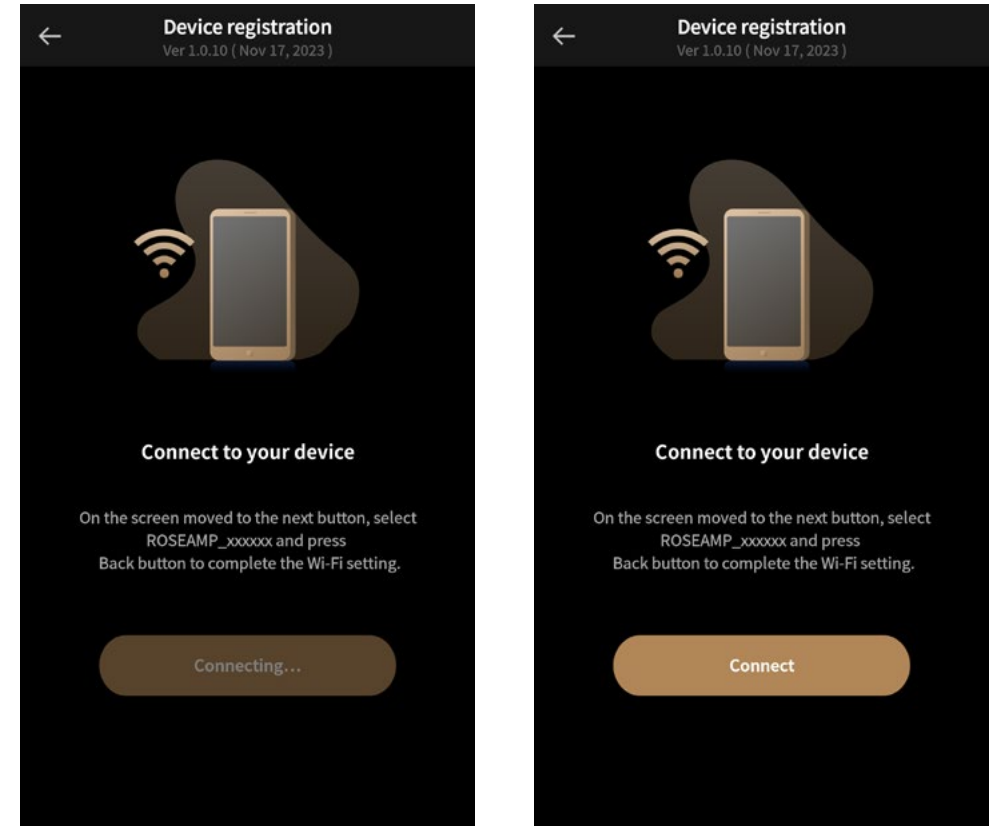 Device registration
Ver 1.0.10 ( Nov 17, 2023 )
Connect to your device
On the screen moved to the next button, select
ROSEAMP_xxxxxx and press
Back button to complete the Wi-Fi setting.
Connecting...
Device registration
Ver 1.0.10 ( Nov 17, 2023 )
Connect to your device
On the screen moved to the next button, select
ROSEAMP_xxxxxx and press
Back button to complete the Wi-Fi setting.
Connect